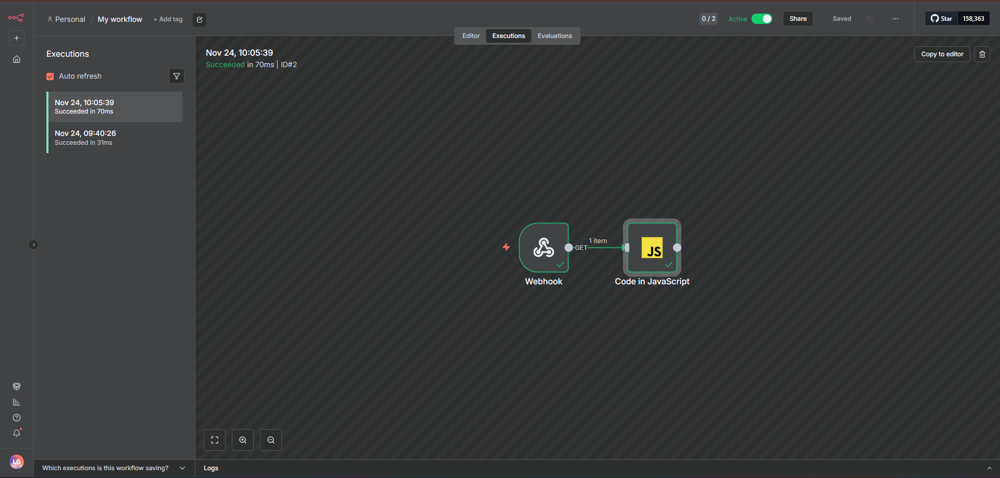 Personal / My workflow + Add tag
0 / 2 Active Share Saved ... Star 158,363
Editor Executions Evaluations
Executions
Auto refresh
Nov 24, 10:05:39
Succeeded in 70ms
Nov 24, 09:40:26
Succeeded in 31ms
Nov 24, 10:05:39
Succeeded in 70ms | ID#2
Copy to editor
GET
1 item
JS
Webhook
Code in JavaScript
LG
Which executions is this workflow saving?
Logs